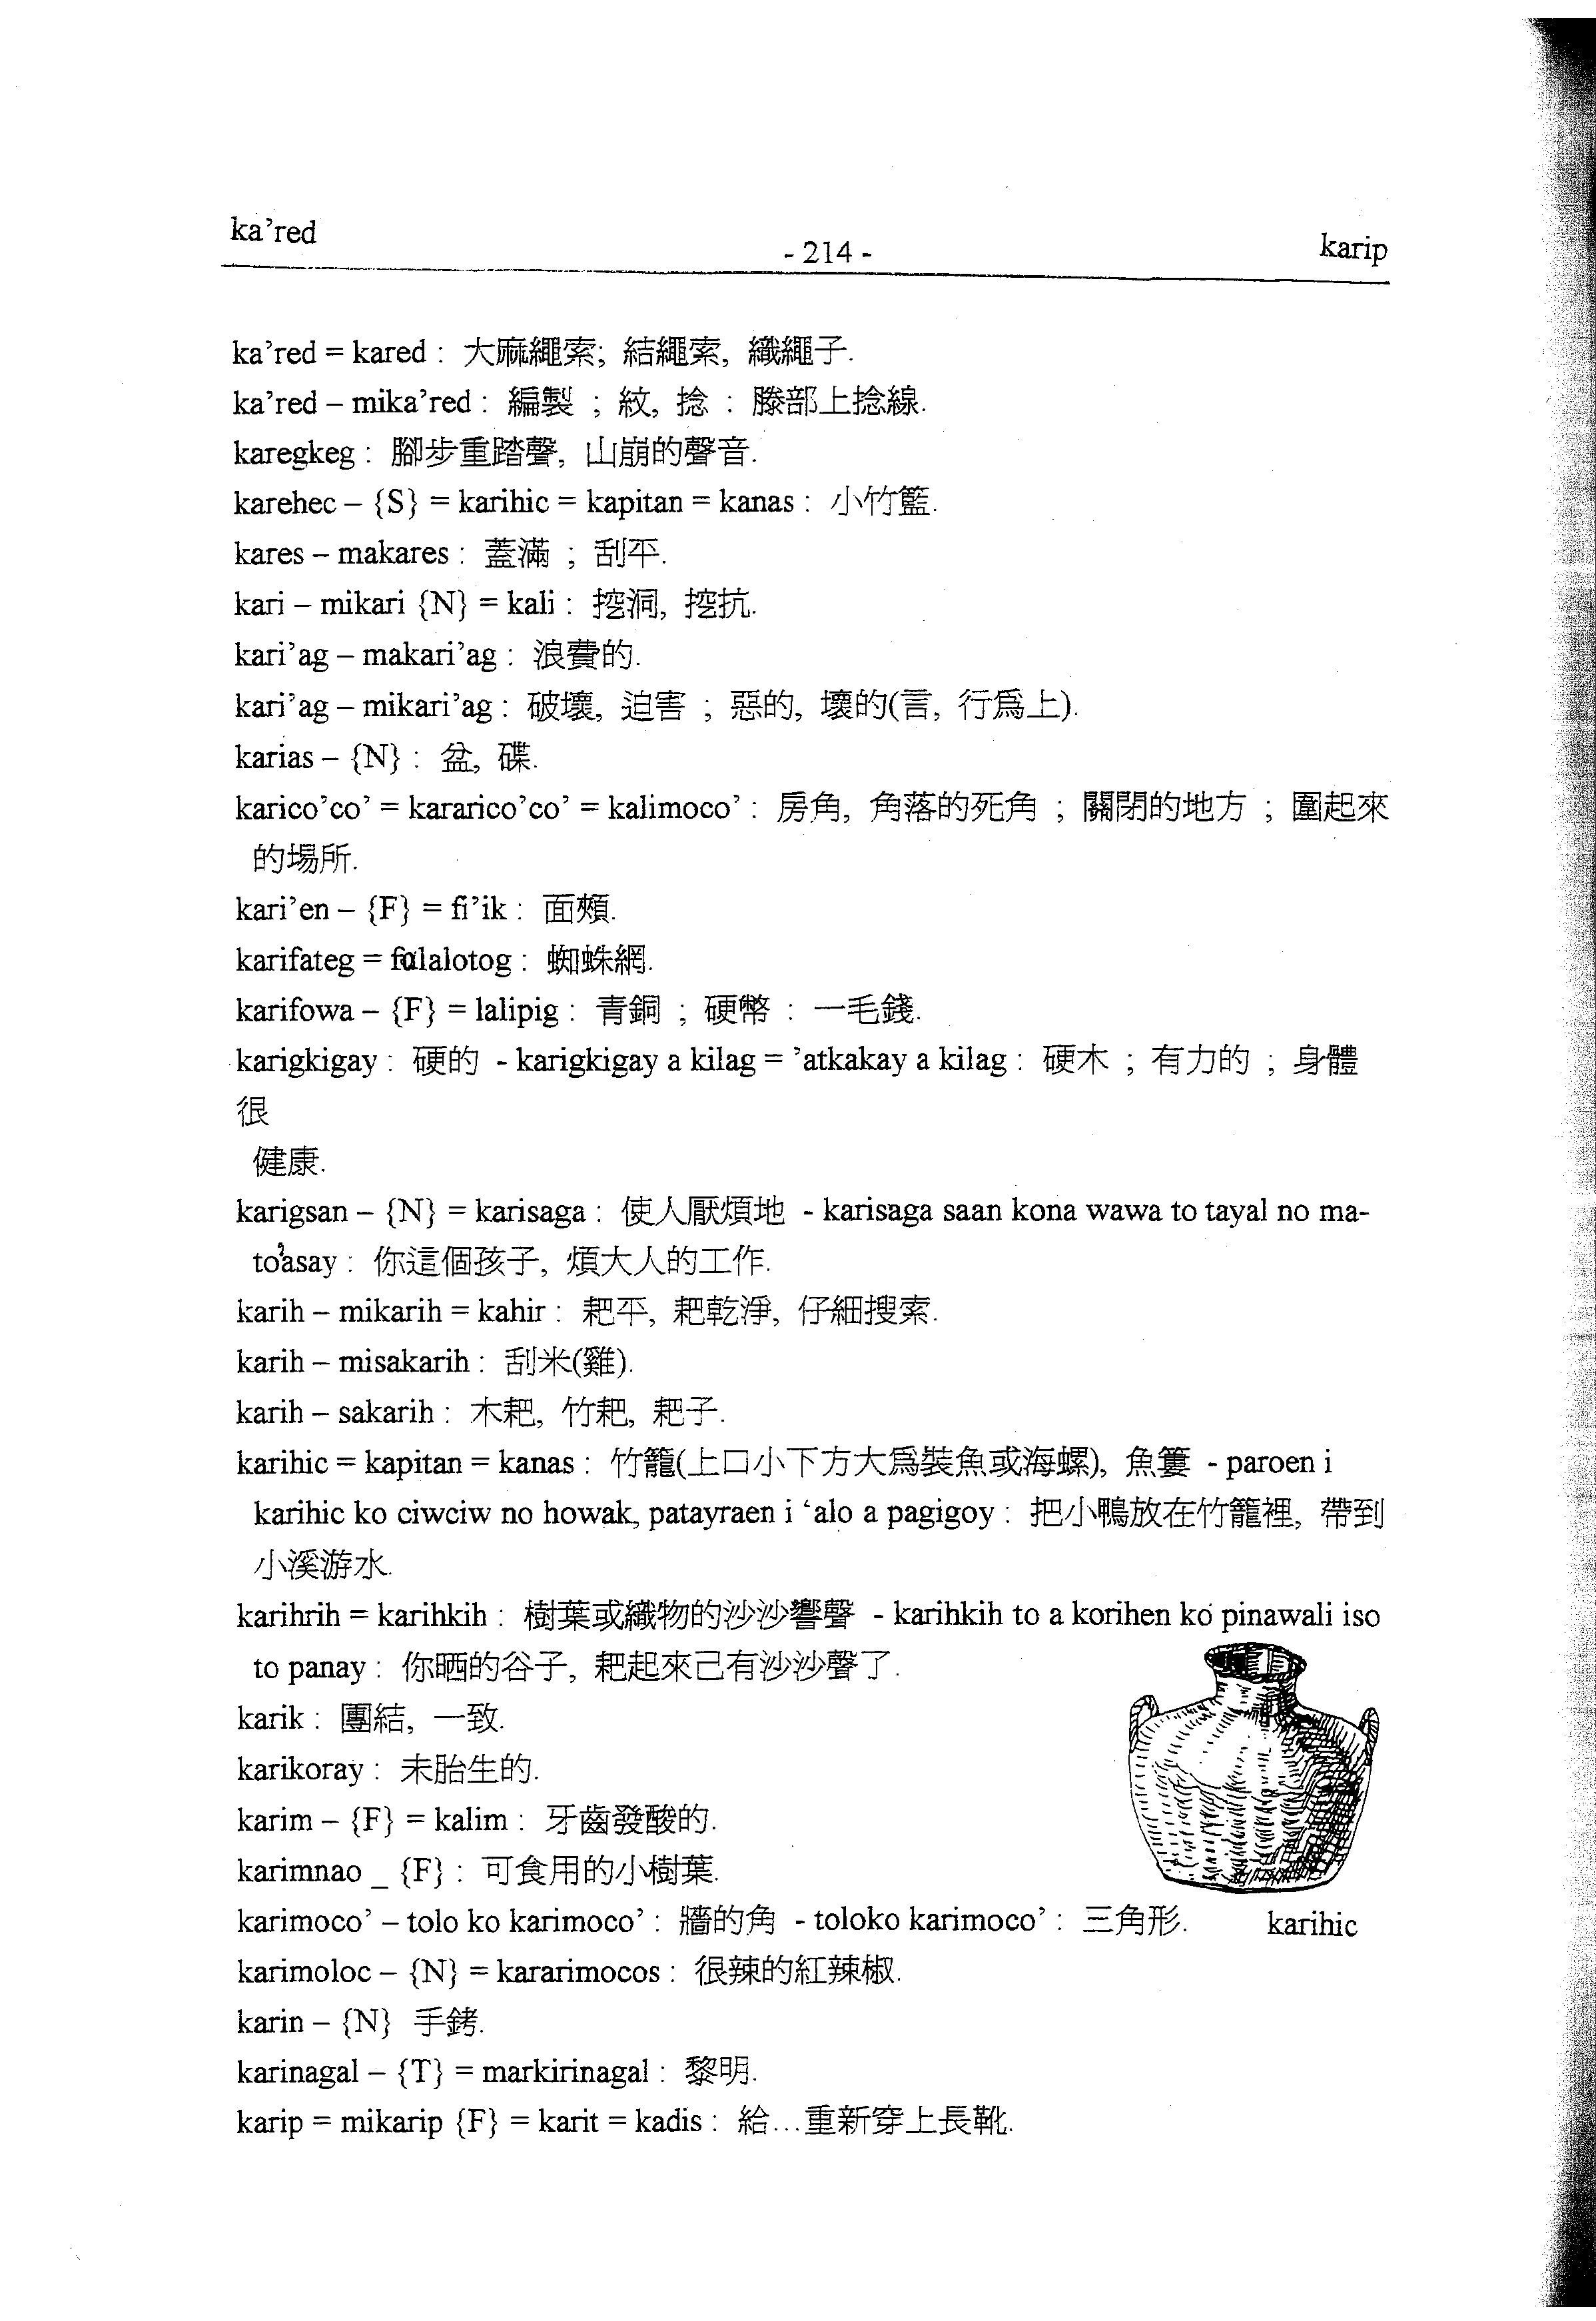 ka’red
- 214 -
karip
ka’red = kared : 大麻繩索; 結繩索, 織繩子.
ka’red – mika’red : 編製 ; 紋, 捻 : 膝部上捻線.
karegkeg : 腳步重踏聲, 山崩的聲音.
karehec – {S} = karihic = kapitan = kanas : 小竹籃.
kares – makares : 蓋滿 ; 刮平.
kari – mikari {N} = kali : 挖洞, 挖抗.
kari’ag – makari’ag : 浪費的.
kari’ag – mikari’ag : 破壞, 迫害 ; 惡的, 壞的(言, 行爲上).
karias – {N} : 盆, 碟.
karico’co’ = kararico’co’ = kalimoco’ : 房角, 角落的死角 ; 關閉的地方 ; 圍起來
的場所.
kari’en – {F} = fi’ik : 面頰.
karifateg = falalotog : 蜘蛛網.
karifowa – {F} = lalipig : 青銅 ; 硬幣 : 一毛錢.
karigkigay : 硬的 - karigkigay a kilag = ’atkakay a kilag : 硬木 ; 有力的 ; 身體
很
健康.
karigsan – {N} = karisaga : 使人厭煩地 - karisaga saan kona wawa to tayal no ma-
to’asay : 你這個孩子, 煩大人的工作.
karih – mikarih = kahir : 耙平, 耙乾淨, 仔細搜索.
karih – misakarih : 刮米(雞).
karih – sakarih : 木耙, 竹耙, 耙子.
karihic = kapitan = kanas : 竹籠(上口小下方大爲裝魚或海螺), 魚簍 - paroen i
karihic ko ciwciw no howak, patayraen i ‘alo a pagigoy : 把小鴨放在竹籠裡, 帶到
小溪游水.
karihrih = karihkih : 樹葉或織物的沙沙響聲 - karihkih to a korihen ko pinawali iso
to panay : 你晒的谷子, 耙起來己有沙沙聲了.
karik : 團結, 一致.
karikoray : 未胎生的.
karim – {F} = kalim : 牙齒發酸的.
karimnao _ {F} : 可食用的小樹葉.
karimoco’ – tolo ko karimoco’ : 牆的角 - toloko karimoco’ : 三角形.
karihic
karimoloc – {N} = kararimocos : 很辣的紅辣椒.
karin – {N} 手銬.
karinagal – {T} = markirinagal : 黎明.
karip = mikarip {F} = karit = kadis : 給…重新穿上長靴.